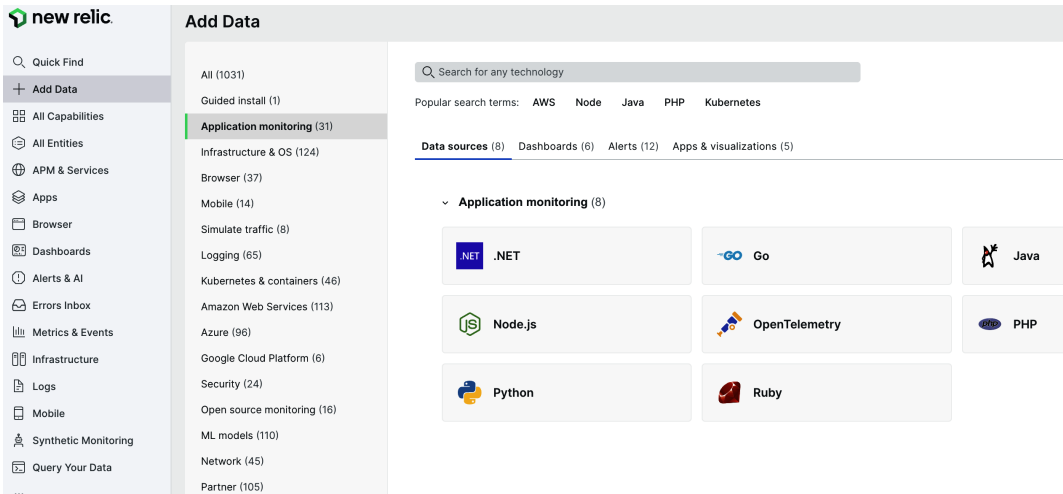 new relic.
Quick Find
Add Data
All Capabilities
All Entities
APM & Services
Apps
Browser
Dashboards
Alerts & AI
Errors Inbox
Metrics & Events
Infrastructure
Logs
Mobile
Synthetic Monitoring
Query Your Data
Add Data
All (1031)
Guided install (1)
Application monitoring (31)
Infrastructure & OS (124)
Browser (37)
Mobile (14)
Simulate traffic (8)
Logging (65)
Kubernetes & containers (46)
Amazon Web Services (113)
Azure (96)
Google Cloud Platform (6)
Security (24)
Open source monitoring (16)
ML models (110)
Network (45)
Partner (105)
Search for any technology
Popular search terms: AWS Node Java PHP Kubernetes
Data sources (8) Dashboards (6) Alerts (12) Apps & visualizations (5)
Application monitoring (8)
.NET .NET
GO Go
Java
JS Node.js
OpenTelemetry
php PHP
Python
Ruby